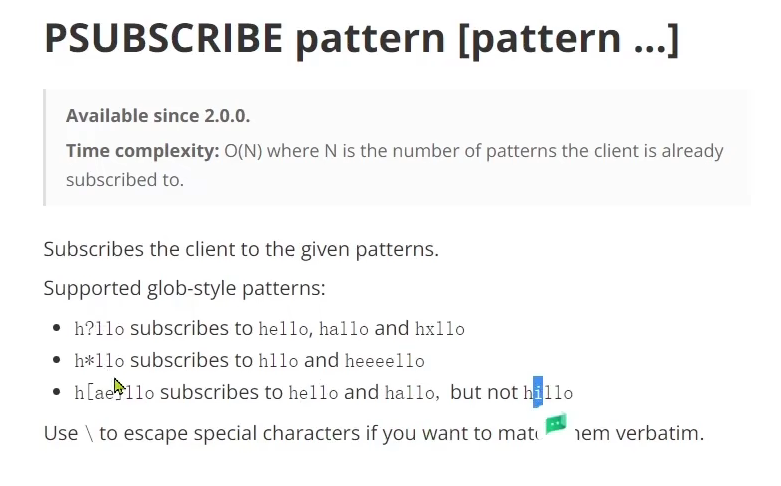 PSUBSCRIBE pattern [pattern ...]
Available since 2.0.0.
Time complexity: O(N) where N is the number of patterns the client is already
subscribed to.
Subscribes the client to the given patterns.
Supported glob-style patterns:
• h?llo subscribes to hello, hallo and hxllo
• h*llo subscribes to hllo and heeeello
• h[ae]llo subscribes to hello and hallo, but not hillo
Use \ to escape special characters if you want to verbatim.